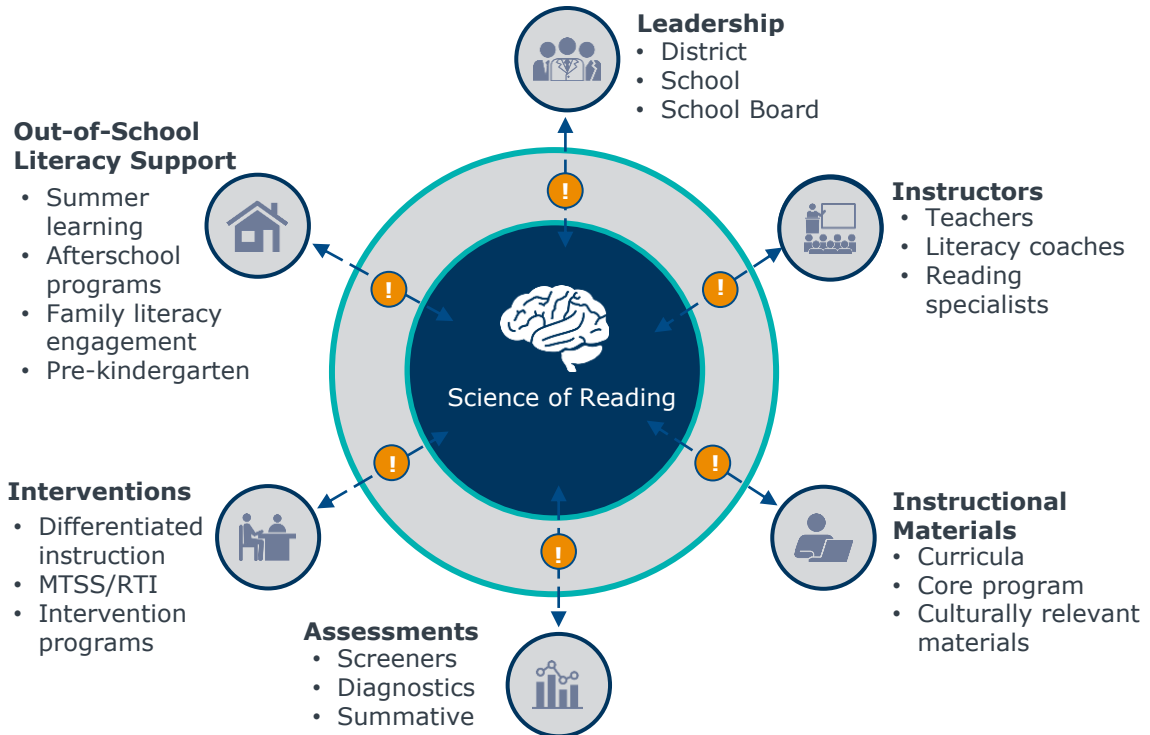 Leadership
• District
• School
• School Board
Out-of-School
Literacy Support
• Summer
learning
• Afterschool
programs
• Family literacy
engagement
• Pre-kindergarten
Instructors
• Teachers
• Literacy coaches
• Reading
specialists
!
!
!
Science of Reading
!
!
!
Interventions
• Differentiated
instruction
• MTSS/RTI
• Intervention
programs
Instructional
Materials
• Curricula
• Core program
• Culturally relevant
materials
Assessments
• Screeners
• Diagnostics
• Summative